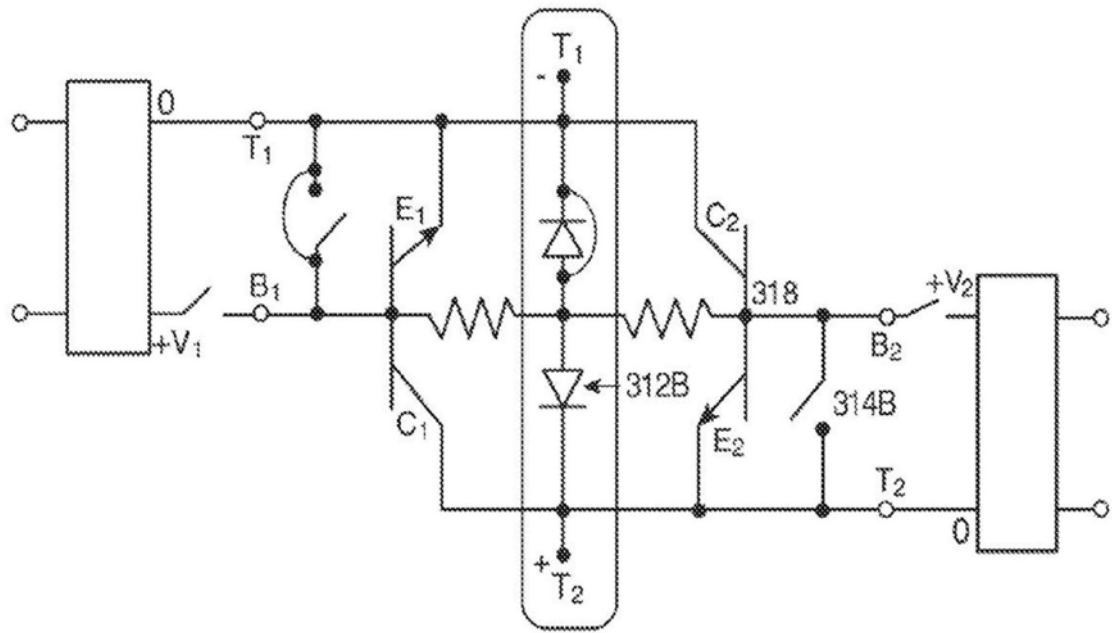 T₁
-
0
T₁
E₁
C₂
B₁
+V₁
318
+V₂
B₂
312B
314B
C₁
E₂
T₂
0
+
T₂